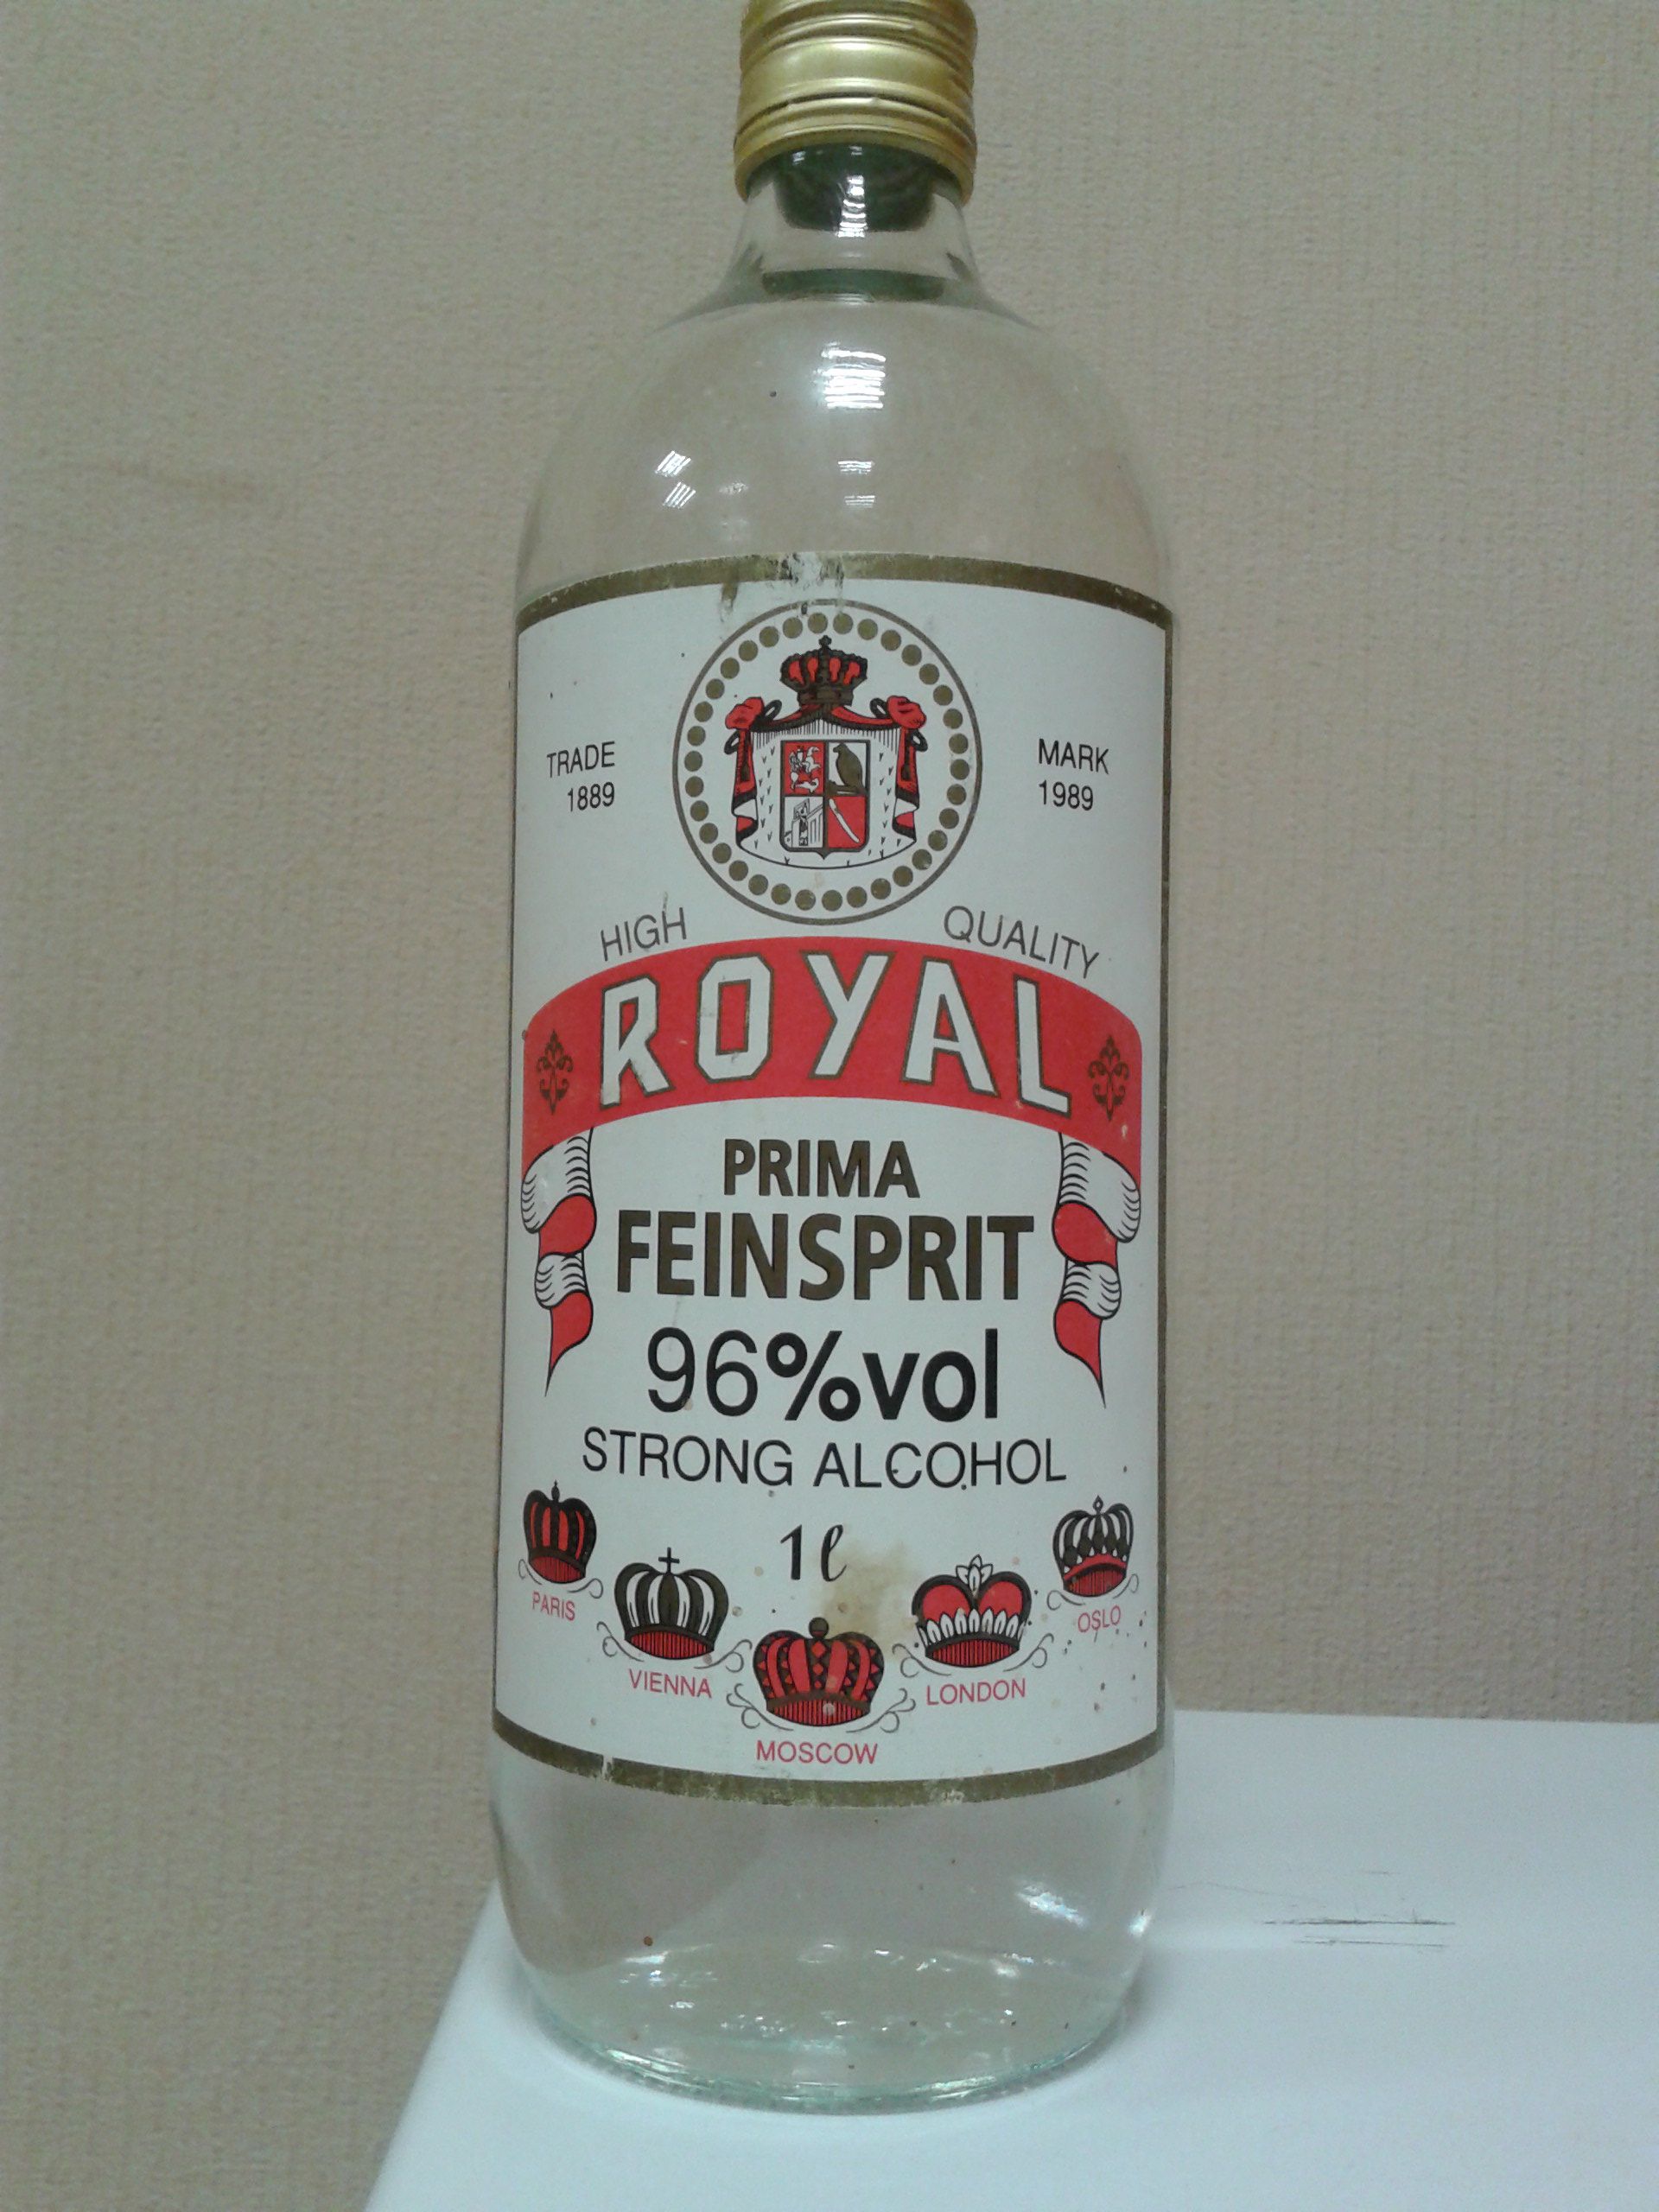 TRADE MARK
1889 1989
HIGH QUALITY
ROYAL
PRIMA
FEINSPRIT
96%vol
STRONG ALCOHOL
1ℓ
PARIS
VIENNA
MOSCOW
LONDON
OSLO